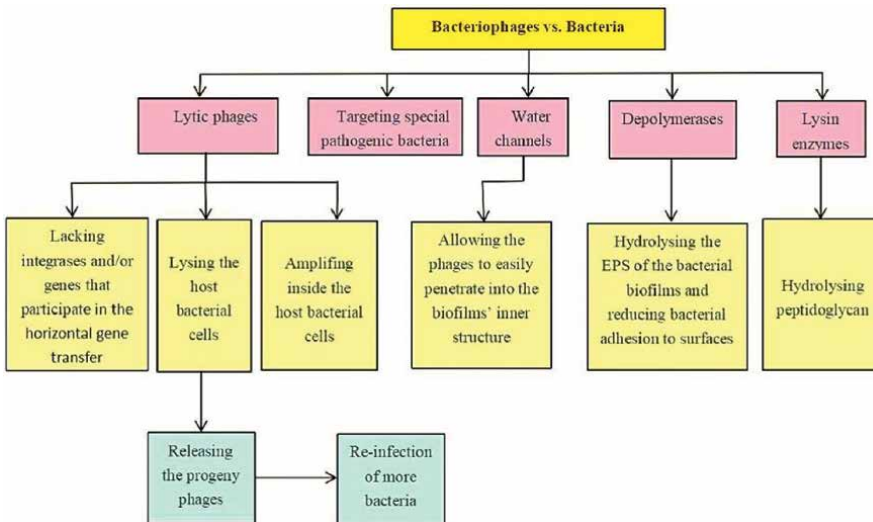 Bacteriophages vs. Bacteria
Lytic phages
Targeting special
pathogenic bacteria
Water
channels
Depolymerases
Lysin
enzymes
Lacking
integrases and/or
genes that
participate in the
horizontal gene
transfer
Lysing the
host
bacterial
cells
Amplifing
inside the
host bacterial
cells
Allowing the
phages to easily
penetrate into the
biofilms’ inner
structure
Hydrolysing the
EPS of the bacterial
biofilms and
reducing bacterial
adhesion to surfaces
Hydrolysing
peptidoglycan
Releasing
the progeny
phages
Re-infection
of more
bacteria